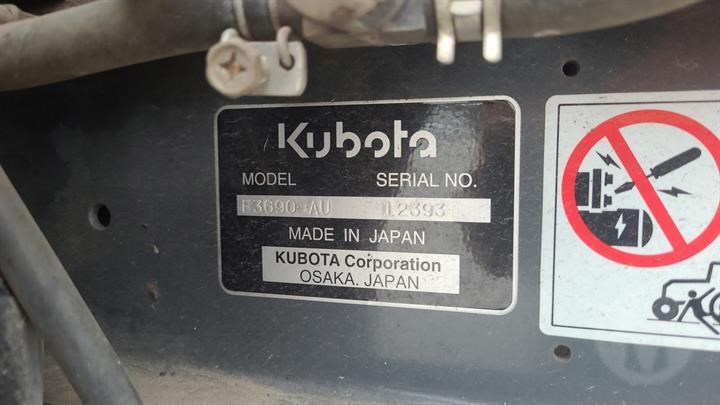 Kubota
MODEL SERIAL NO.
F3690-AU 12393
MADE IN JAPAN
KUBOTA Corporation
OSAKA. JAPAN